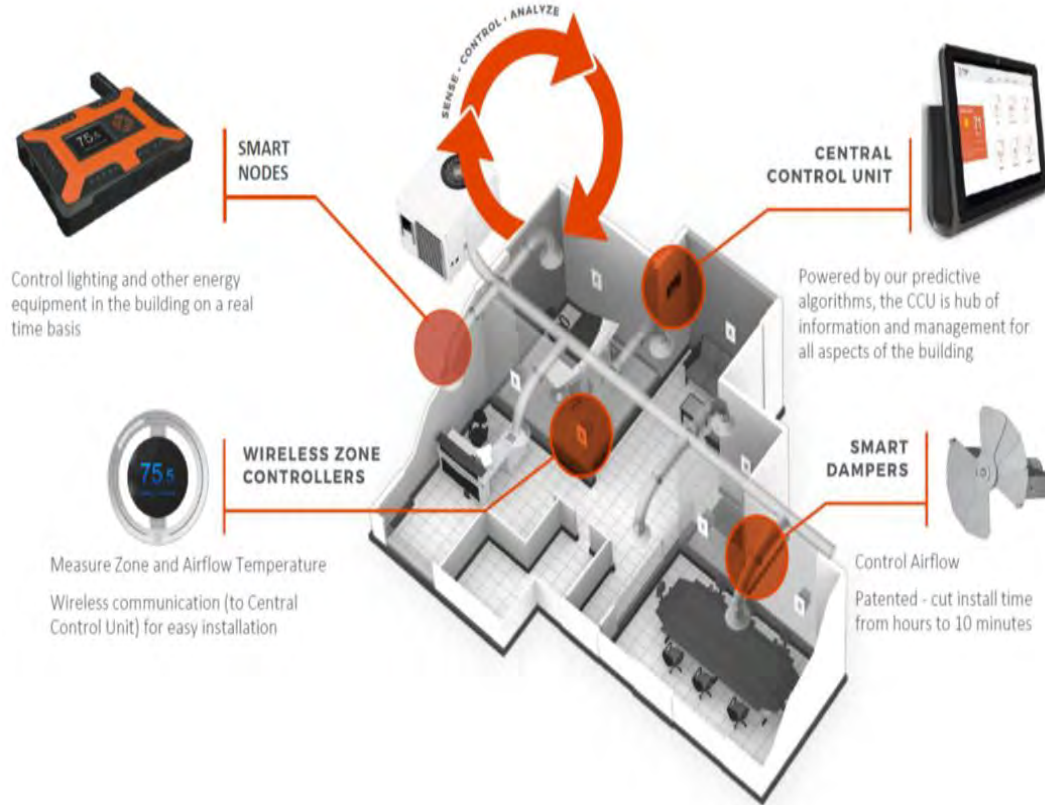 SENSE - CONTROL - ANALYZE
75.5
SMART
NODES
Control lighting and other energy
equipment in the building on a real
time basis
CENTRAL
CONTROL UNIT
Powered by our predictive
algorithms, the CCU is hub of
information and management for
all aspects of the building
75.5
WIRELESS ZONE
CONTROLLERS
Measure Zone and Airflow Temperature
Wireless communication (to Central
Control Unit) for easy installation
SMART
DAMPERS
Control Airflow
Patented - cut install time
from hours to 10 minutes